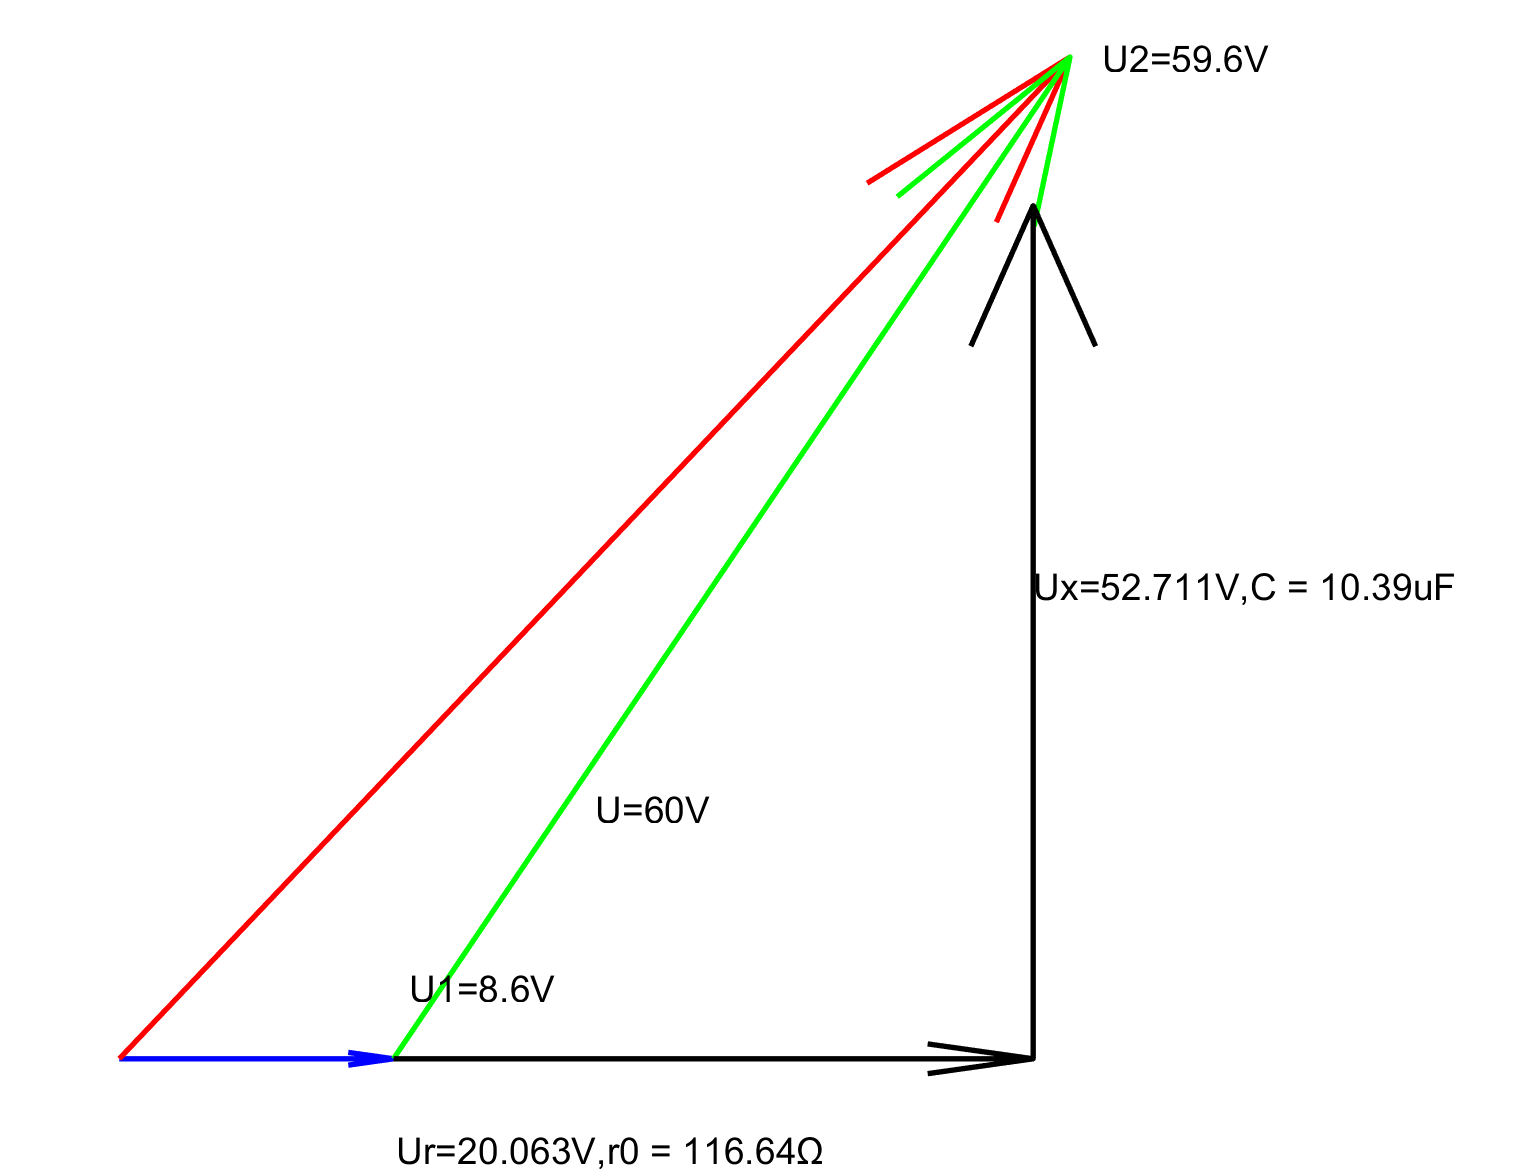 U2=59.6V
Ux=52.711V,C = 10.39uF
U=60V
U1=8.6V
Ur=20.063V,r0 = 116.64Ω